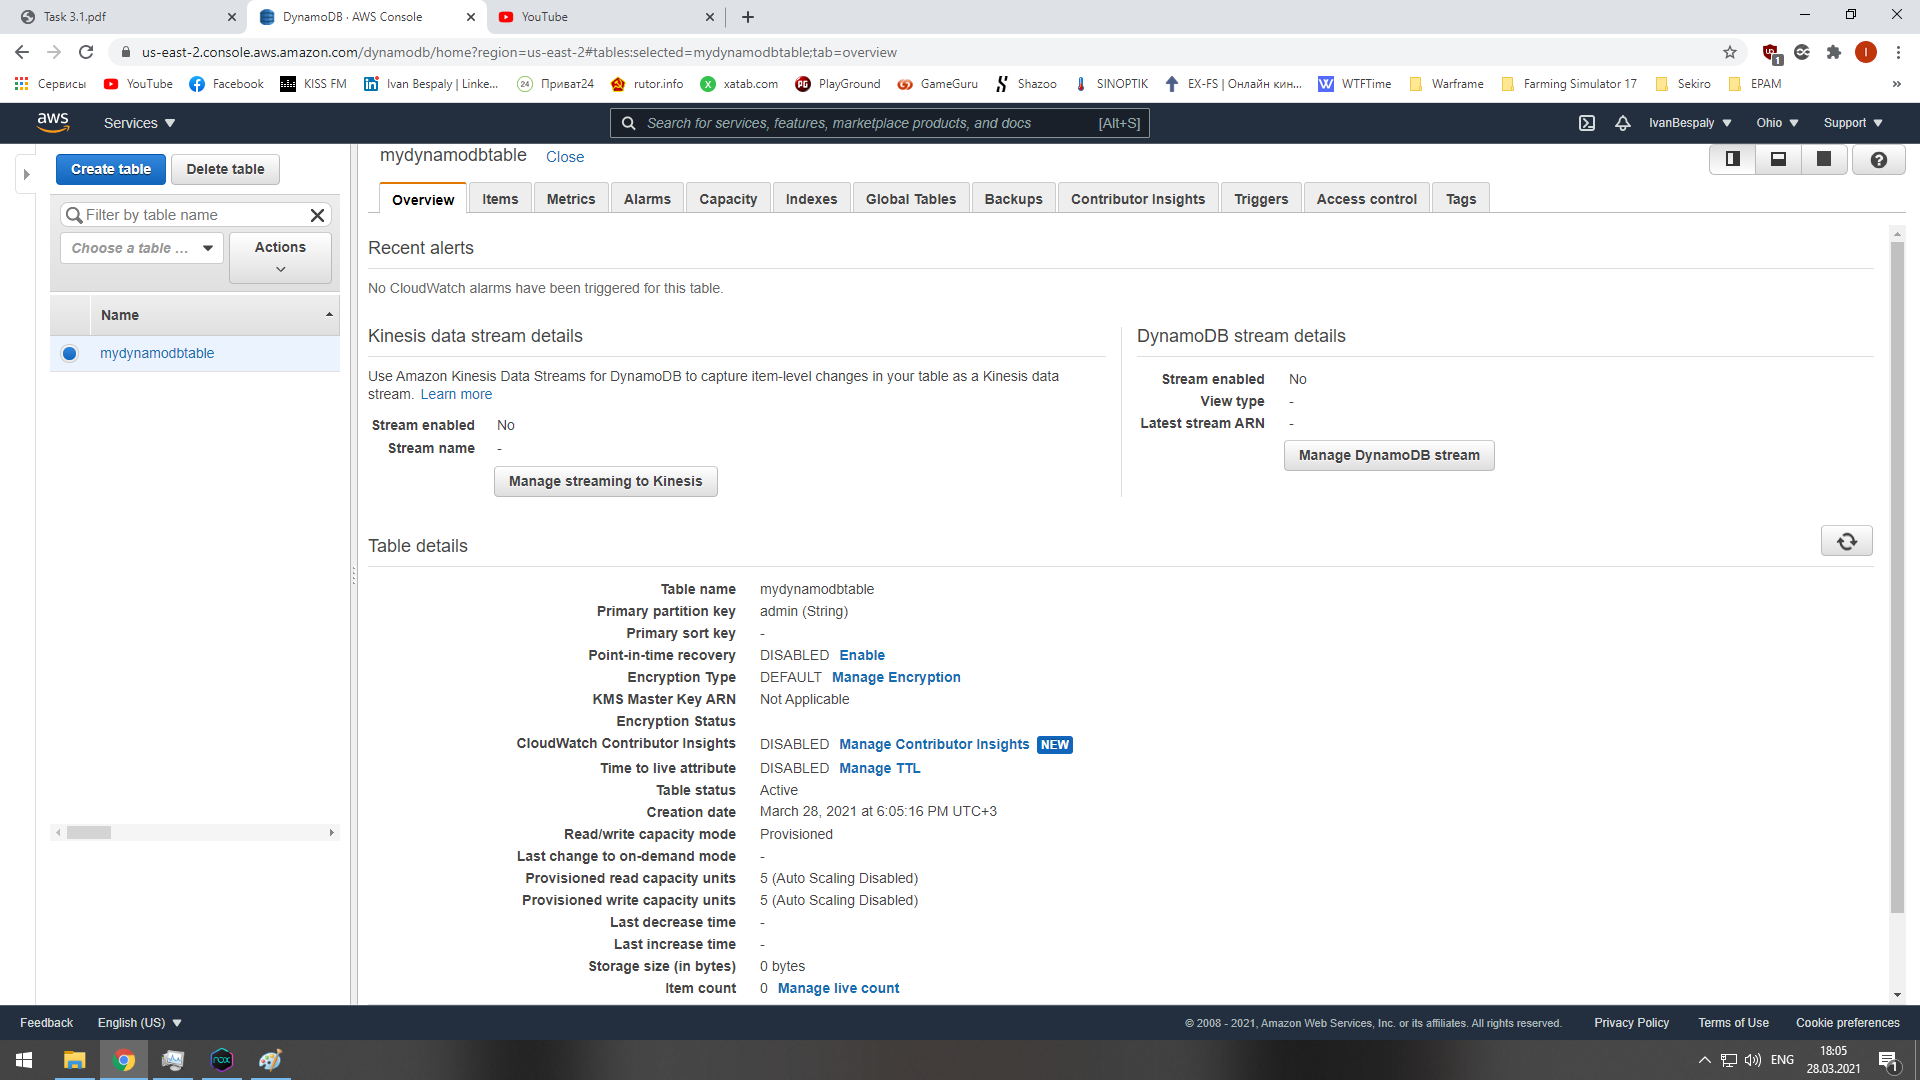 Task 3.1.pdf
DynamoDB · AWS Console
YouTube
us-east-2.console.aws.amazon.com/dynamodb/home?region=us-east-2#tables:selected=mydynamodbtable;tab=overview
1
I
Сервисы YouTube Facebook KISS FM Ivan Bespaly | Linke... 24 Приват24 rutor.info xatab.com PG PlayGround GameGuru Shazoo SINOPTIK EX-FS | Онлайн кин... WTFTime Warframe Farming Simulator 17 Sekiro EPAM »
aws Services Search for services, features, marketplace products, and docs [Alt+S] IvanBespaly Ohio Support
Create table Delete table
Filter by table name
Choose a table ... Actions
Name
mydynamodbtable
mydynamodbtable Close
Overview Items Metrics Alarms Capacity Indexes Global Tables Backups Contributor Insights Triggers Access control Tags
Recent alerts
No CloudWatch alarms have been triggered for this table.
Kinesis data stream details
Use Amazon Kinesis Data Streams for DynamoDB to capture item-level changes in your table as a Kinesis data
stream. Learn more
Stream enabled No
Stream name -
Manage streaming to Kinesis
DynamoDB stream details
Stream enabled No
View type -
Latest stream ARN -
Manage DynamoDB stream
Table details
Table name mydynamodbtable
Primary partition key admin (String)
Primary sort key -
Point-in-time recovery DISABLED Enable
Encryption Type DEFAULT Manage Encryption
KMS Master Key ARN Not Applicable
Encryption Status
CloudWatch Contributor Insights DISABLED Manage Contributor Insights NEW
Time to live attribute DISABLED Manage TTL
Table status Active
Creation date March 28, 2021 at 6:05:16 PM UTC+3
Read/write capacity mode Provisioned
Last change to on-demand mode -
Provisioned read capacity units 5 (Auto Scaling Disabled)
Provisioned write capacity units 5 (Auto Scaling Disabled)
Last decrease time -
Last increase time -
Storage size (in bytes) 0 bytes
Item count 0 Manage live count
Feedback English (US) © 2008 - 2021, Amazon Web Services, Inc. or its affiliates. All rights reserved. Privacy Policy Terms of Use Cookie preferences
nox ENG 18:05
28.03.2021
1